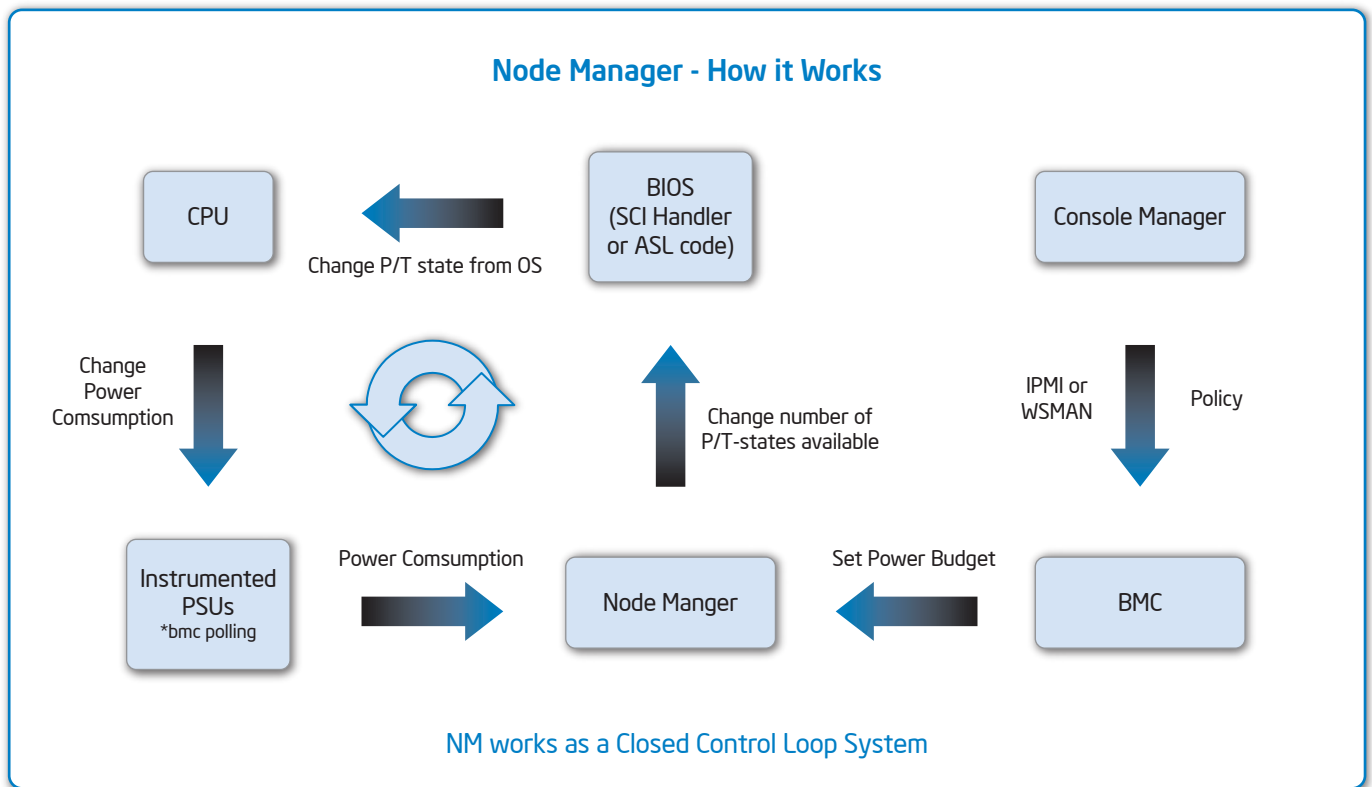 Node Manager - How it Works
CPU
Change P/T state from OS
BIOS
(SCI Handler
or ASL code)
Console Manager
Change
Power
Comsumption
Change number of
P/T-states available
IPMI or
WSMAN
Policy
Instrumented
PSUs
*bmc polling
Power Comsumption
Node Manger
Set Power Budget
BMC
NM works as a Closed Control Loop System